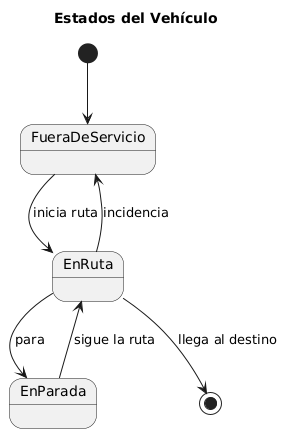 Estados del Vehículo
FueraDeServicio
inicia ruta
incidencia
EnRuta
para
sigue la ruta
llega al destino
EnParada